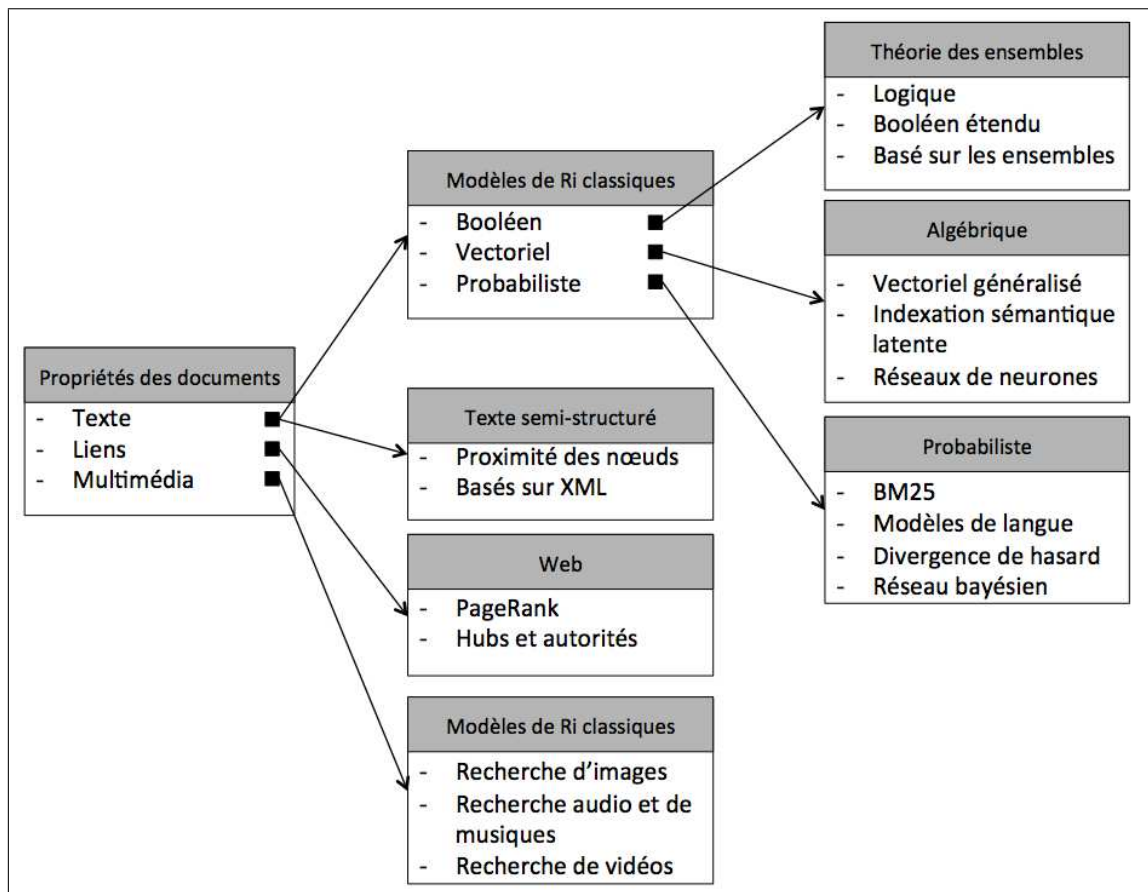 Propriétés des documents
- Texte
- Liens
- Multimédia
Modèles de Ri classiques
- Booléen
- Vectoriel
- Probabiliste
Texte semi-structuré
- Proximité des nœuds
- Basés sur XML
Web
- PageRank
- Hubs et autorités
Modèles de Ri classiques
- Recherche d'images
- Recherche audio et de
musiques
- Recherche de vidéos
Théorie des ensembles
- Logique
- Booléen étendu
- Basé sur les ensembles
Algébrique
- Vectoriel généralisé
- Indexation sémantique
latente
- Réseaux de neurones
Probabiliste
- BM25
- Modèles de langue
- Divergence de hasard
- Réseau bayésien